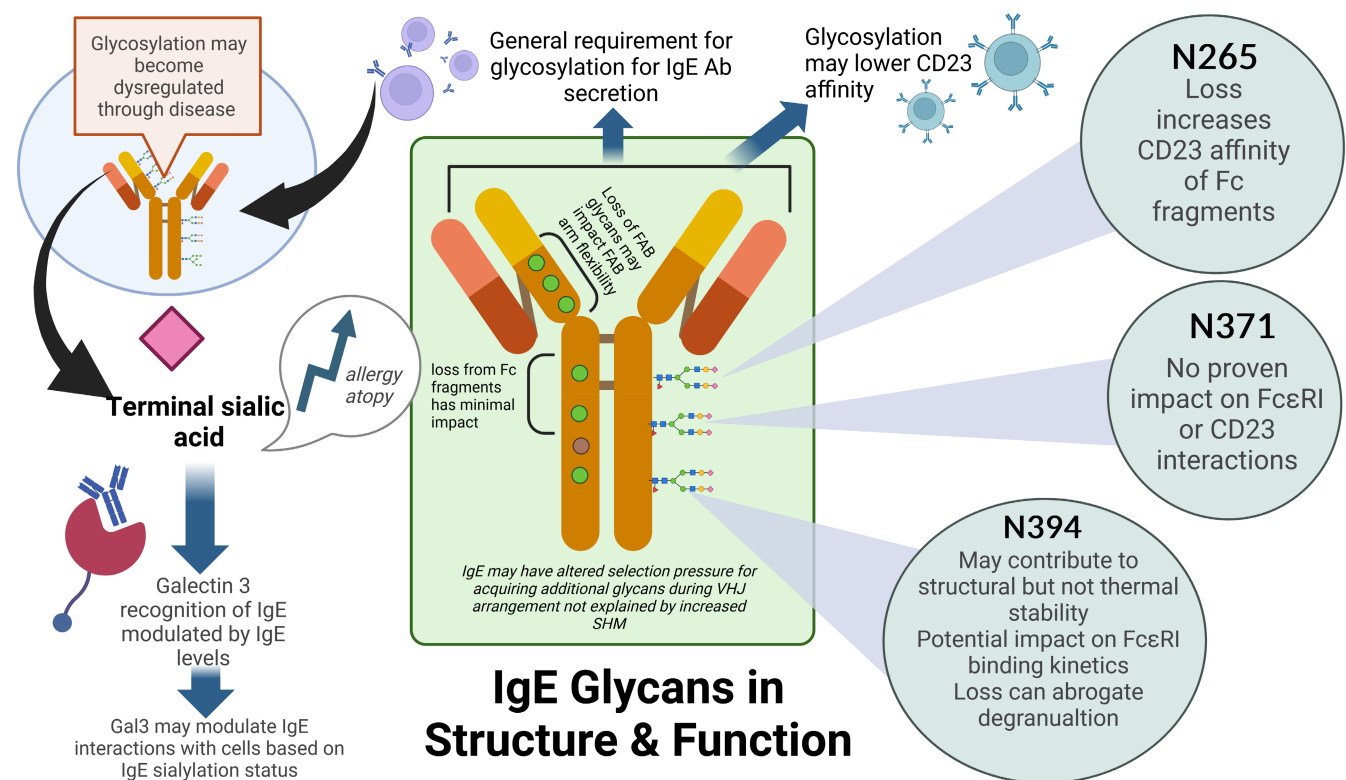 Glycosylation may
become
dysregulated
through disease
General requirement for
glycosylation for IgE Ab
secretion
Glycosylation
may lower CD23
affinity
N265
Loss
increases
CD23 affinity
of Fc
fragments
Loss of FAB
glycans may
impact FAB
arm flexibility
allergy
atopy
loss from Fc
fragments
has minimal
impact
N371
No proven
impact on FcεRI
or CD23
interactions
Terminal sialic
acid
N394
May contribute to
structural but not thermal
stability
Potential impact on FcεRI
binding kinetics
Loss can abrogate
degranualtion
IgE may have altered selection pressure for
acquiring additional glycans during VHJ
arrangement not explained by increased
SHM
Galectin 3
recognition of IgE
modulated by IgE
levels
Gal3 may modulate IgE
interactions with cells based on
IgE sialylation status
IgE Glycans in
Structure & Function